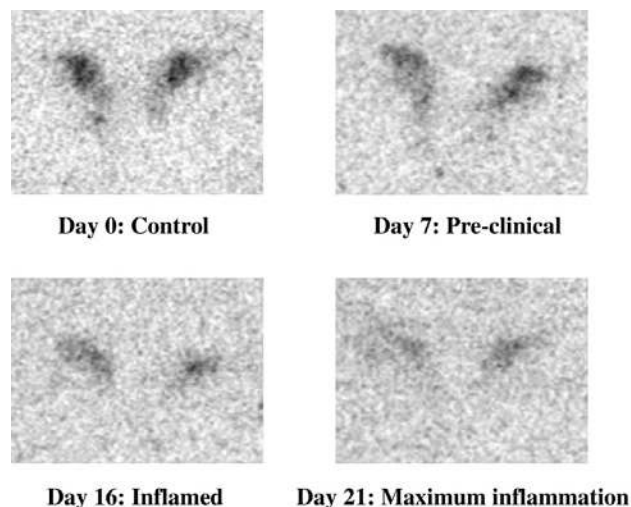 Day 0: Control
Day 7: Pre-clinical
Day 16: Inflamed
Day 21: Maximum inflammation